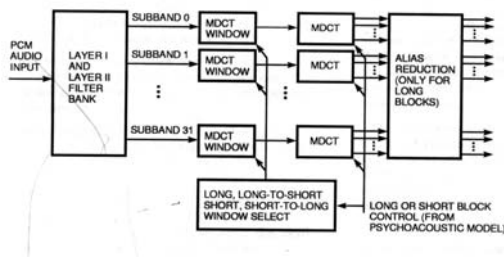 PCM
AUDIO
INPUT
LAYER I
AND
LAYER II
FILTER
BANK
SUBBAND 0
MDCT
WINDOW
MDCT
SUBBAND 1
MDCT
WINDOW
MDCT
SUBBAND 31
MDCT
WINDOW
MDCT
ALIAS
REDUCTION
(ONLY FOR
LONG
BLOCKS)
LONG, LONG-TO-SHORT
SHORT, SHORT-TO-LONG
WINDOW SELECT
LONG OR SHORT BLOCK
CONTROL (FROM
PSYCHOACOUSTIC MODEL)